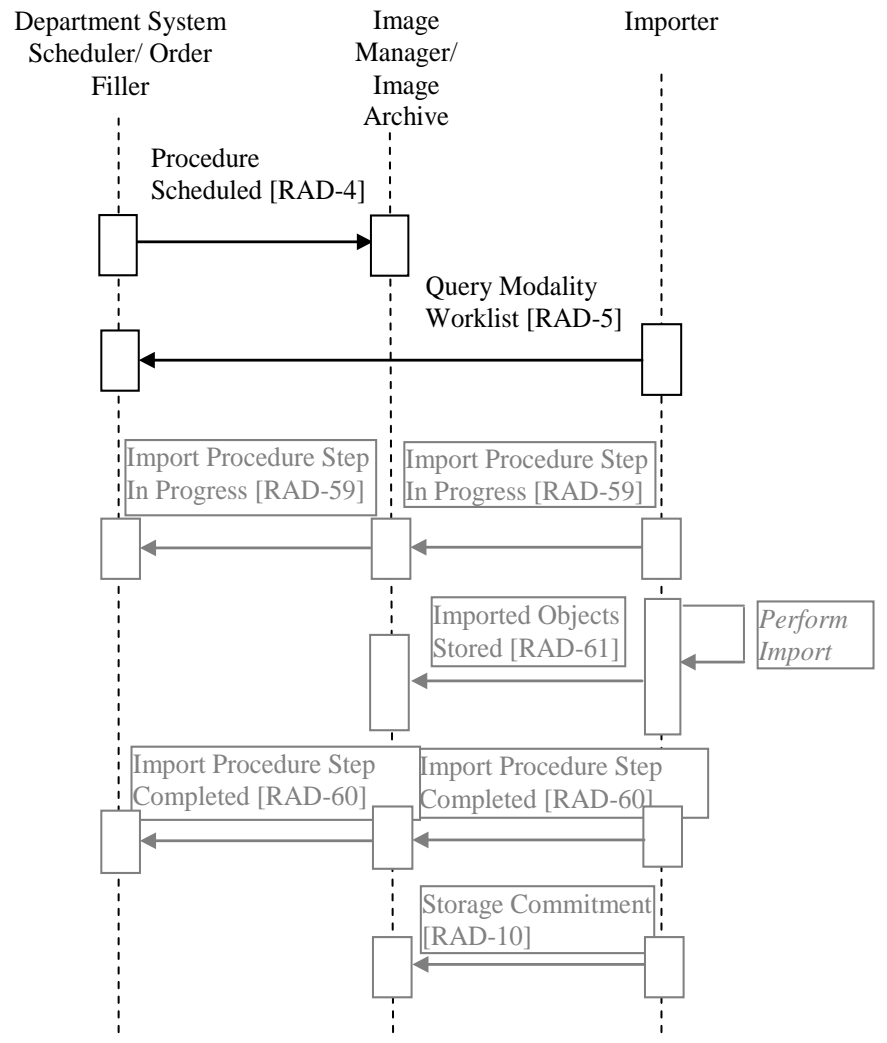 Department System
Scheduler/ Order
Filler
Image
Manager/
Image
Archive
Importer
Procedure
Scheduled [RAD-4]
Query Modality
Worklist [RAD-5]
Import Procedure Step
In Progress [RAD-59]
Import Procedure Step
In Progress [RAD-59]
Imported Objects
Stored [RAD-61]
Perform
Import
Import Procedure Step
Completed [RAD-60]
Import Procedure Step
Completed [RAD-60]
Storage Commitment
[RAD-10]